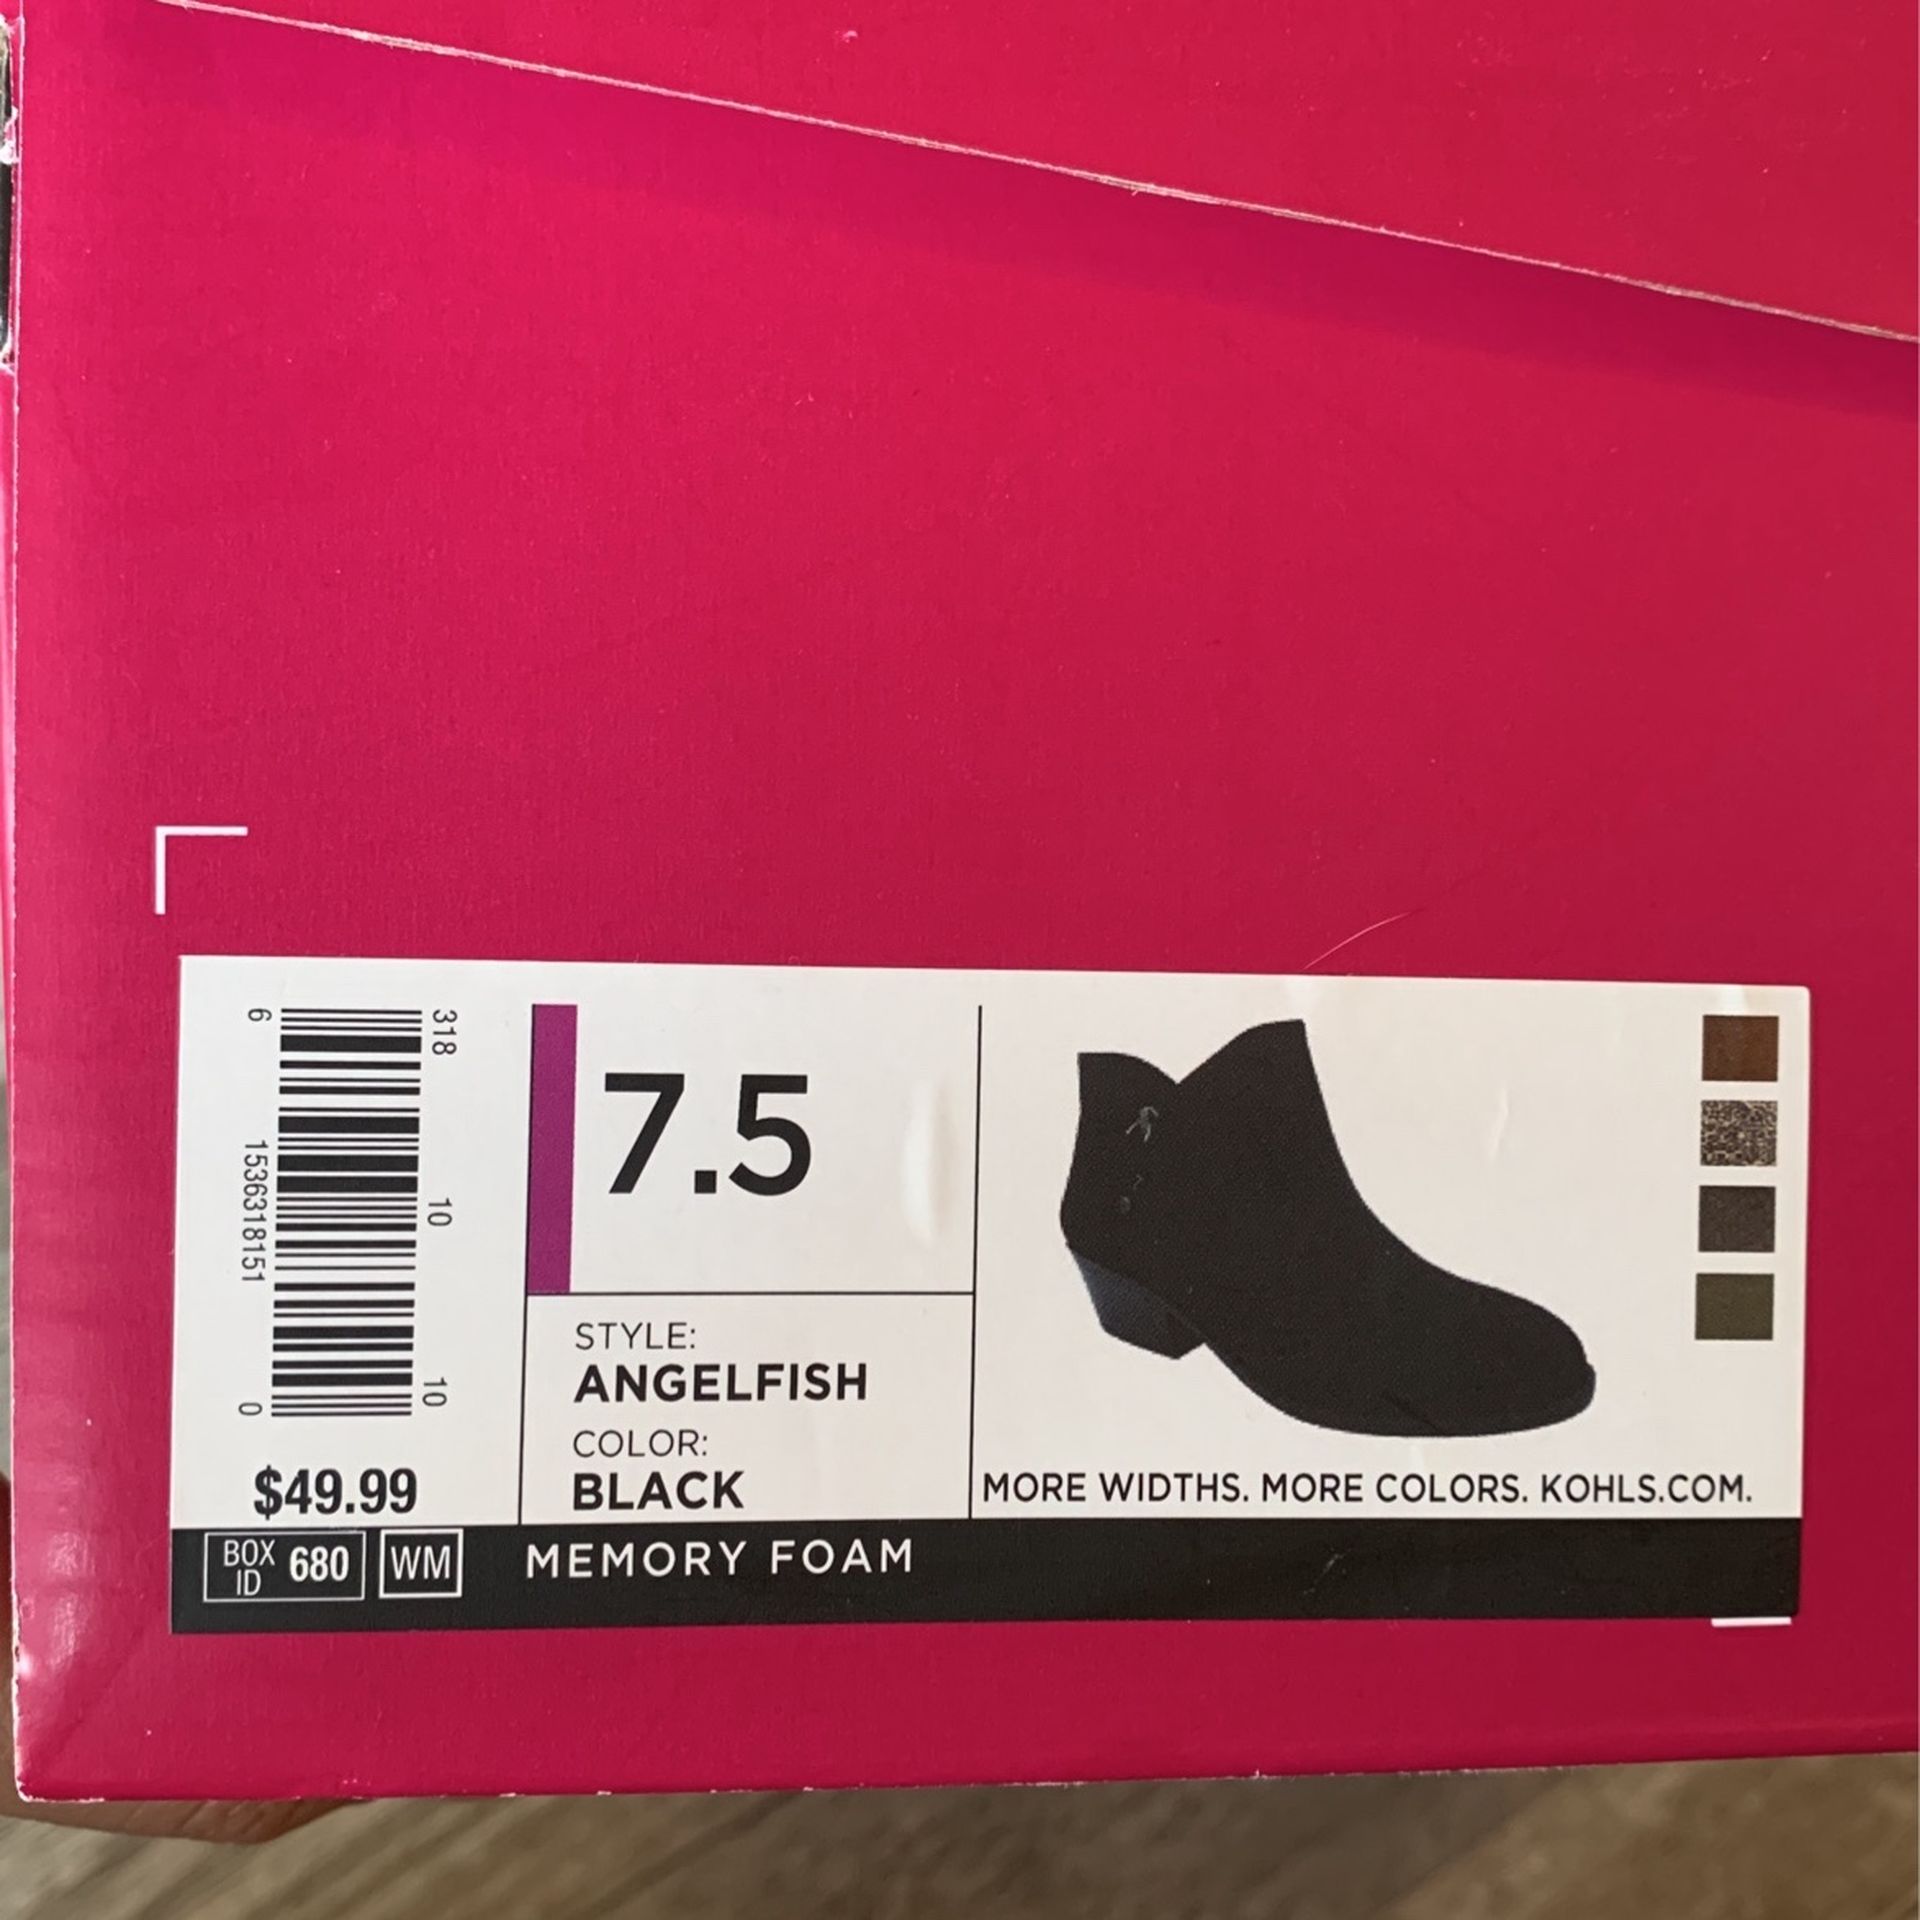 318
6
1536318151
10
10
0
$49.99
7.5
STYLE:
ANGELFISH
COLOR:
BLACK
MORE WIDTHS. MORE COLORS. KOHLS.COM.
BOX
ID 680
WM
MEMORY FOAM